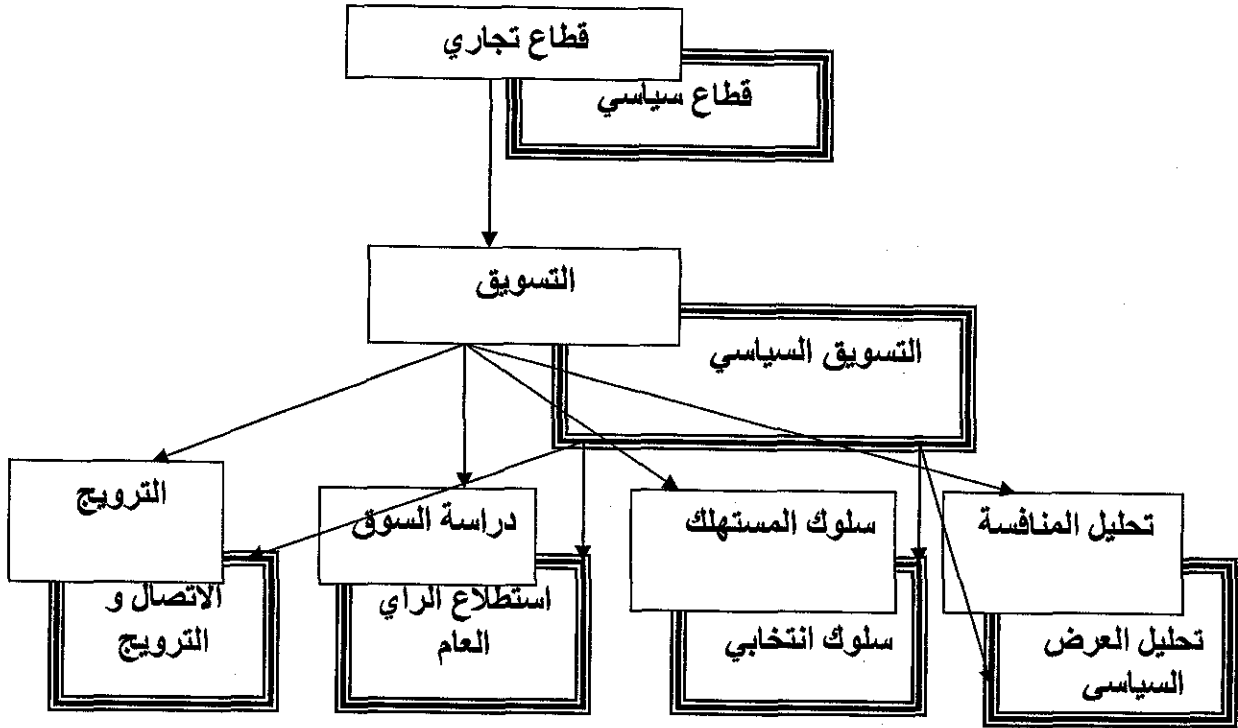 قطاع تجاري
قطاع سياسي
التسويق
التسويق السياسي
تحليل المنافسة
تحليل العرض
السياسي
سلوك المستهلك
سلوك انتخابي
دراسة السوق
استطلاع الراي
العام
الترويج
الاتصال و
الترويج